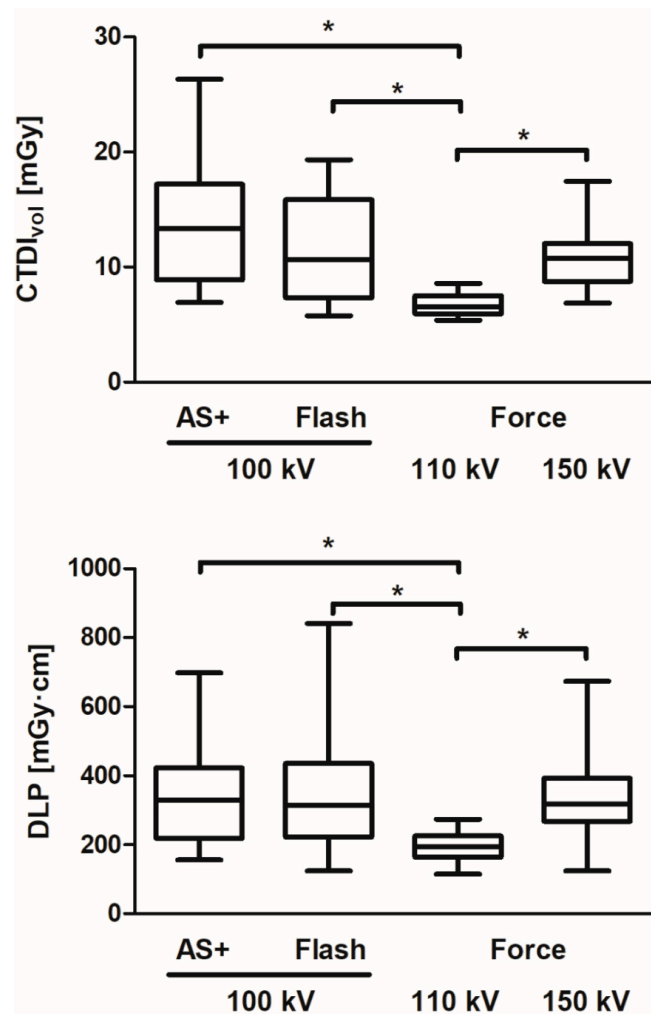 30
*
*
*
20
10
0
CTDIvol [mGy]
AS+ Flash Force
100 kV 110 kV 150 kV
1000
*
*
*
800
600
400
200
0
DLP [mGy·cm]
AS+ Flash Force
100 kV 110 kV 150 kV